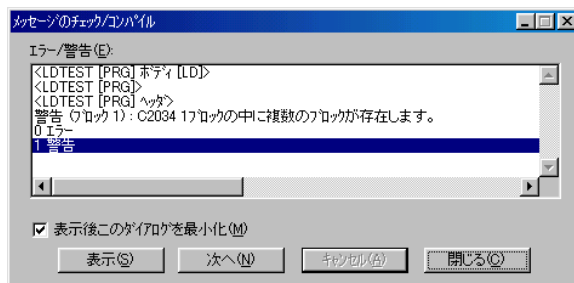 メッセージのチェック/コンパイル
エラー/警告(E):
<LDTEST [PRG] ボディ [LD]>
<LDTEST [PRG]>
<LDTEST [PRG] ヘッダ>
警告 (ブロック 1) : C2034 1ブロックの中に複数のブロックが存在します。
0 エラー
1 警告
表示後このダイアログを最小化(M)
表示(S) 次へ(N) キャンセル(A) 閉じる(C)